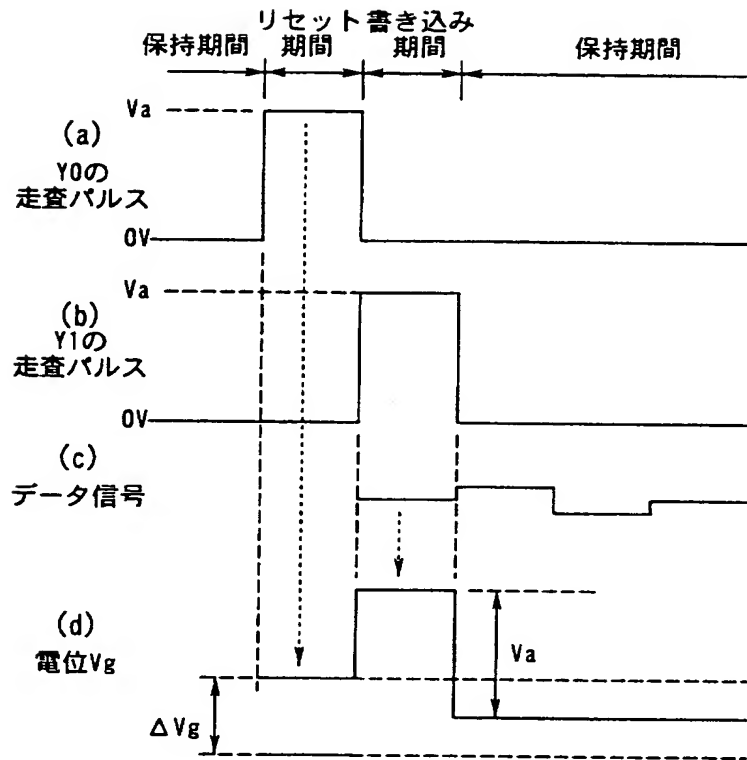 リセット書き込み
保持期間 期間 期間 保持期間
Va
(a)
Y0の
走査パルス
0V
Va
(b)
Y1の
走査パルス
0V
(c)
データ信号
(d)
電位Vg
Va
ΔVg